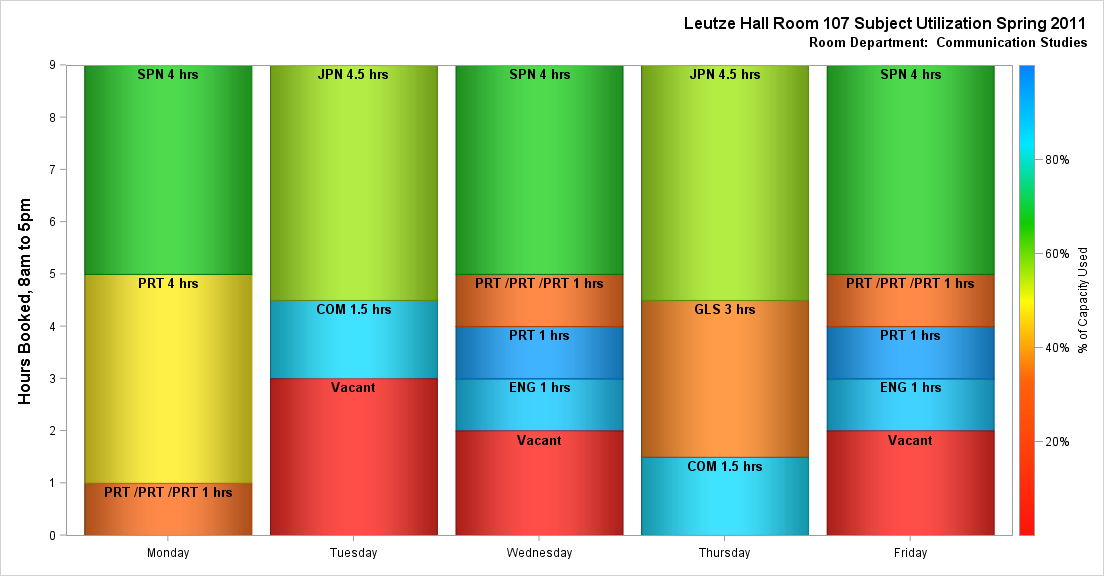 Leutze Hall Room 107 Subject Utilization Spring 2011
Room Department:  Communication Studies
Hours Booked, 8am to 5pm
9
8
7
6
5
4
3
2
1
0
SPN 4 hrs
PRT 4 hrs
PRT /PRT /PRT 1 hrs
JPN 4.5 hrs
COM 1.5 hrs
Vacant
SPN 4 hrs
PRT /PRT /PRT 1 hrs
PRT 1 hrs
ENG 1 hrs
Vacant
JPN 4.5 hrs
GLS 3 hrs
COM 1.5 hrs
SPN 4 hrs
PRT /PRT /PRT 1 hrs
PRT 1 hrs
ENG 1 hrs
Vacant
Monday
Tuesday
Wednesday
Thursday
Friday
80%
60%
40%
20%
% of Capacity Used